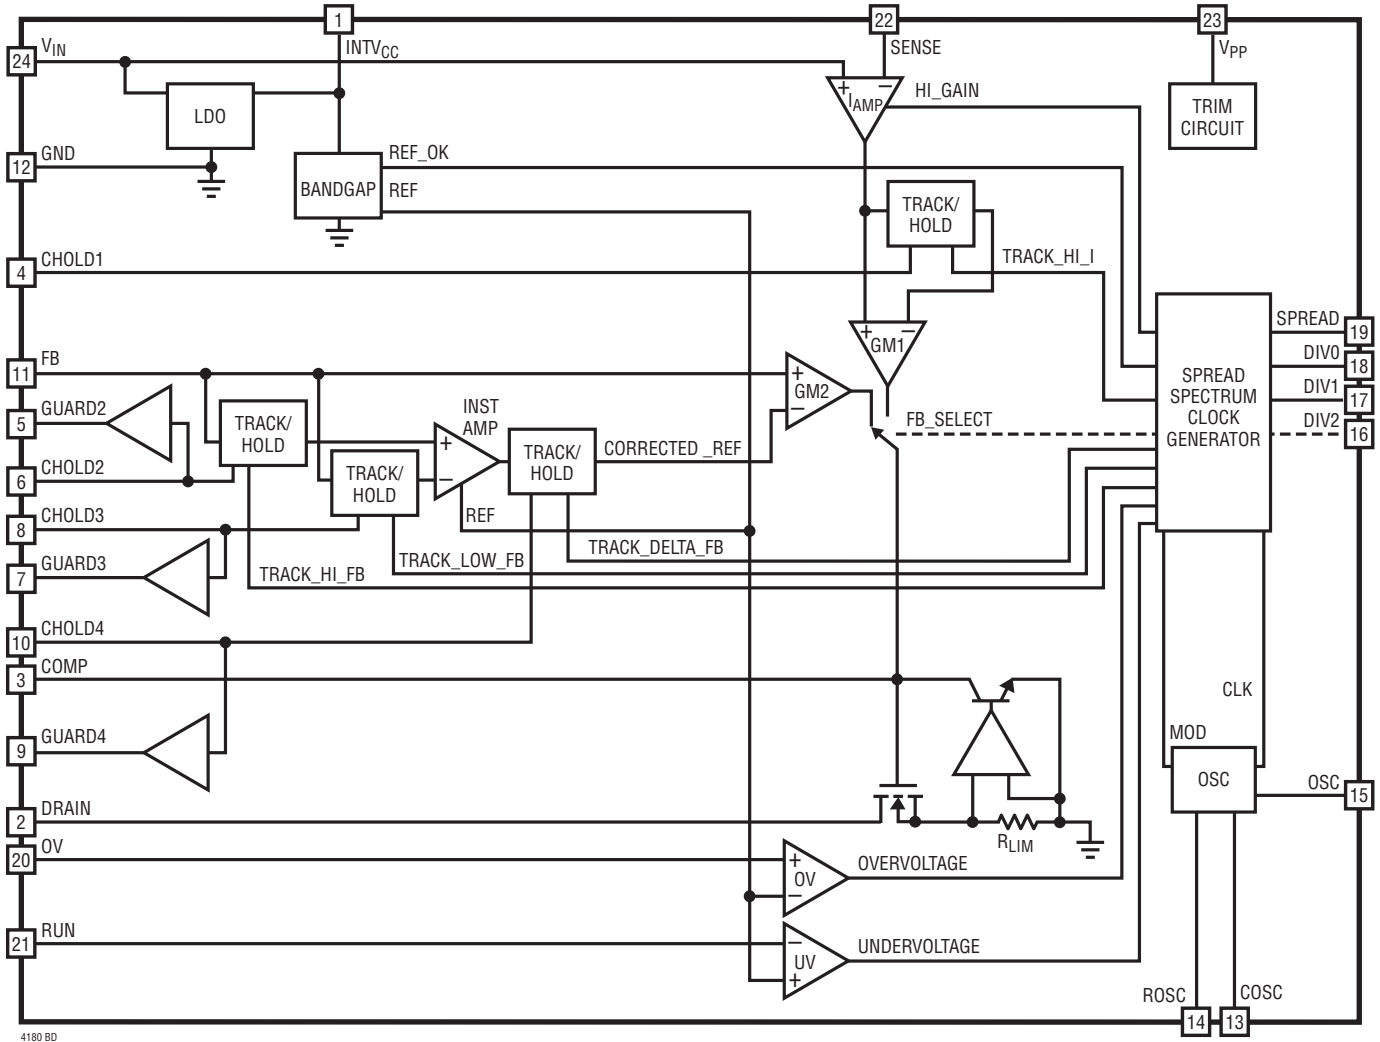 1
22
23
VIN
INTVCC
SENSE
VPP
24
+
−
IAMP
HI_GAIN
LDO
TRIM
CIRCUIT
GND
12
REF_OK
BANDGAP
REF
TRACK/
HOLD
CHOLD1
4
TRACK_HI_I
SPREAD
19
+
−
GM1
FB
11
DIV0
18
+
GM2
−
SPREAD
SPECTRUM
CLOCK
GENERATOR
DIV1
17
GUARD2
5
INST
AMP
TRACK/
HOLD
FB_SELECT
DIV2
16
+
−
TRACK/
HOLD
CORRECTED _REF
CHOLD2
6
TRACK/
HOLD
CHOLD3
8
REF
TRACK_DELTA_FB
TRACK_LOW_FB
GUARD3
7
TRACK_HI_FB
CHOLD4
10
COMP
3
CLK
GUARD4
9
MOD
OSC
OSC
15
DRAIN
2
RLIM
OV
20
+
OV
−
OVERVOLTAGE
RUN
21
−
UV
+
UNDERVOLTAGE
ROSC
COSC
14
13
4180 BD